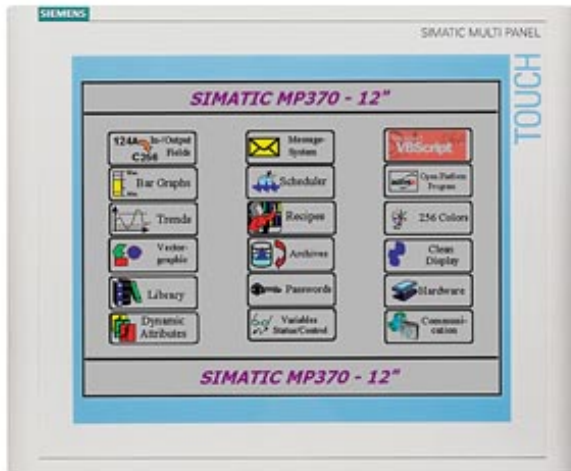 SIEMENS
SIMATIC MULTI PANEL
TOUCH
SIMATIC MP370 - 12"
124A In-/Output
C256 Fields
Message-
System
VBScript
Bar Graphs
Scheduler
Open Platform
Program
Trends
Recipes
256 Colors
Vector-
graphic
Archives
Clean
Display
Library
Passwords
Hardware
Dynamic
Attributes
Variables
Status/Control
Communi-
cation
SIMATIC MP370 - 12"